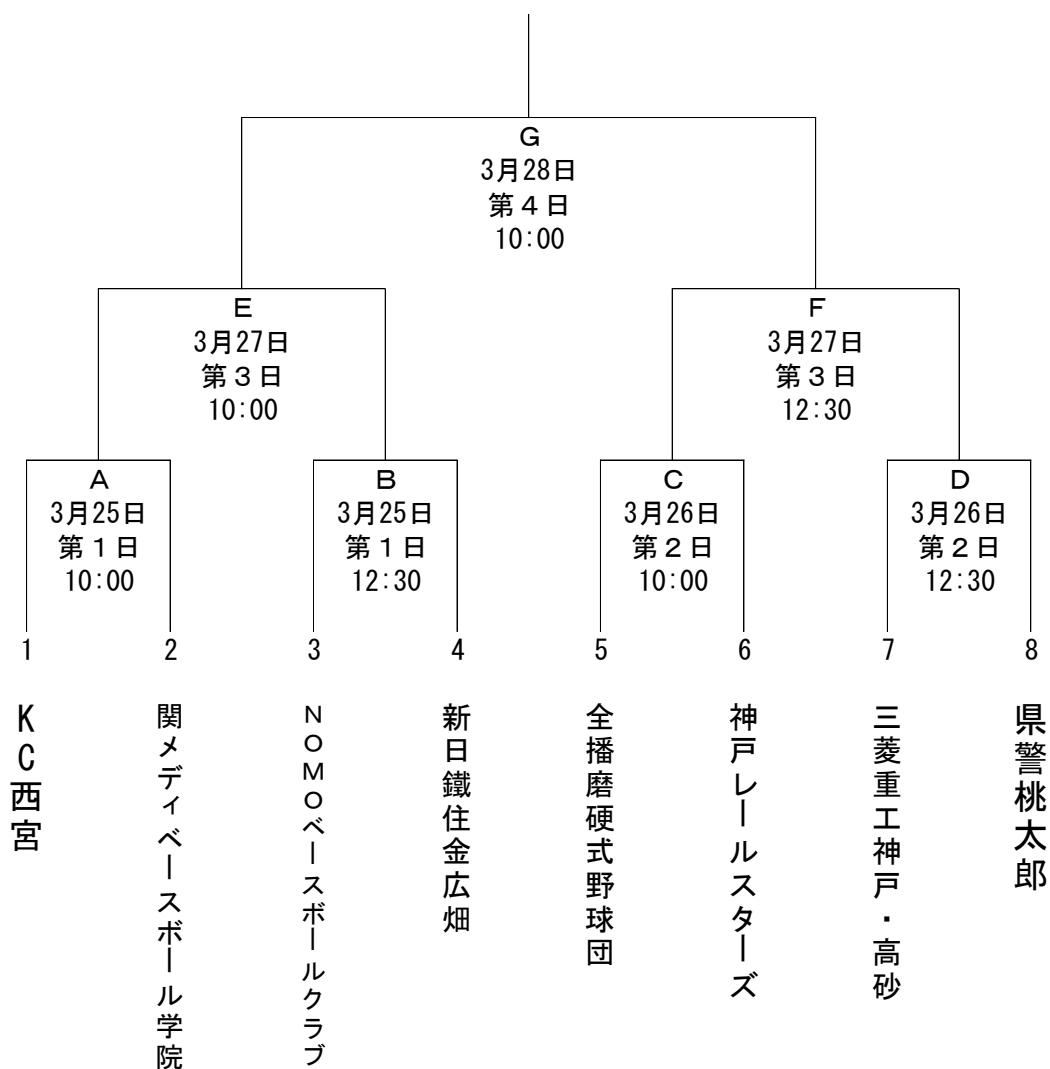 G
3月28日
第４日
10:00
E
3月27日
第３日
10:00
F
3月27日
第３日
12:30
A
3月25日
第１日
10:00
B
3月25日
第１日
12:30
C
3月26日
第２日
10:00
D
3月26日
第２日
12:30
1
2
3
4
5
6
7
8
KC西宮
関メディベースボール学院
ＮＯＭＯベースボールクラブ
新日鐵住金広畑
全播磨硬式野球団
神戸レールスターズ
三菱重工神戸・高砂
県警桃太郎